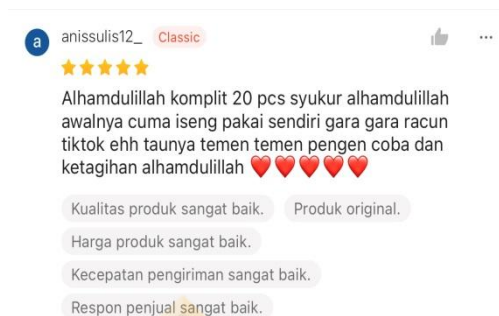 a
anissulis12_ Classic
Alhamdulillah komplit 20 pcs syukur alhamdulillah
awalnya cuma iseng pakai sendiri gara gara racun
tiktok ehh taunya temen temen pengen coba dan
ketagihan alhamdulillah ❤️❤️❤️❤️❤️
Kualitas produk sangat baik. Produk original.
Harga produk sangat baik.
Kecepatan pengiriman sangat baik.
Respon penjual sangat baik.